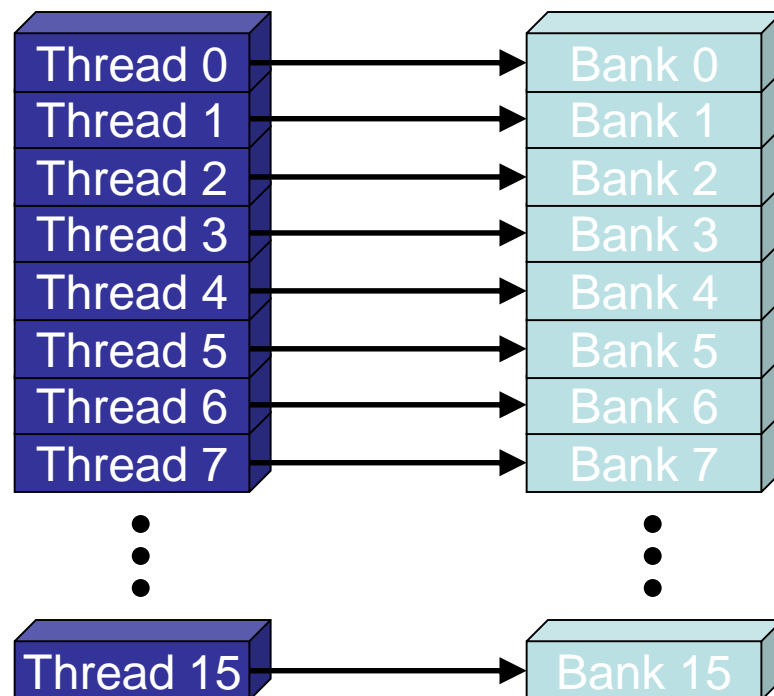 Thread 0 Bank 0
Thread 1 Bank 1
Thread 2 Bank 2
Thread 3 Bank 3
Thread 4 Bank 4
Thread 5 Bank 5
Thread 6 Bank 6
Thread 7 Bank 7
Thread 15 Bank 15